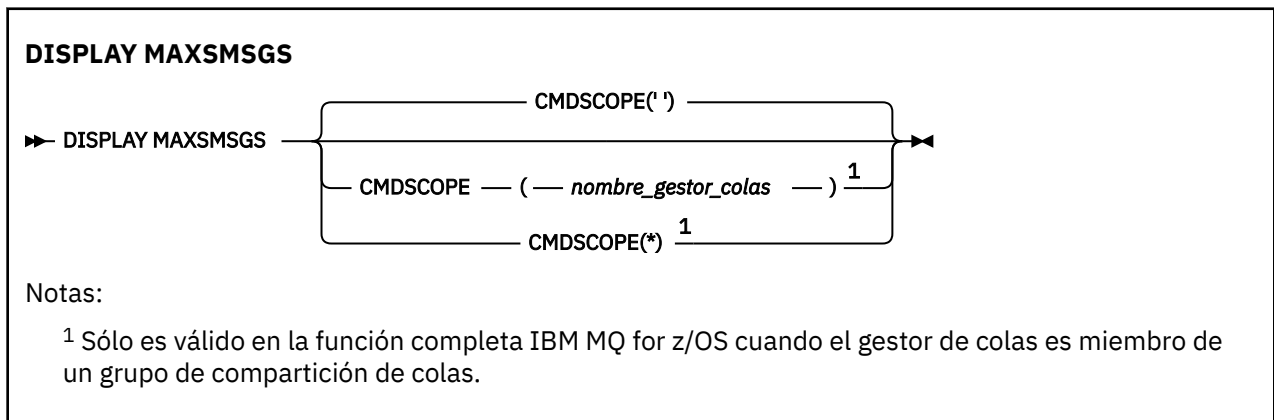 DISPLAY MAXSMSGS
CMDSCOPE(' ')
DISPLAY MAXSMSGS
CMDSCOPE ( nombre_gestor_colas ) 1
CMDSCOPE(*) 1
Notas:
1 Sólo es válido en la función completa IBM MQ for z/OS cuando el gestor de colas es miembro de
un grupo de compartición de colas.